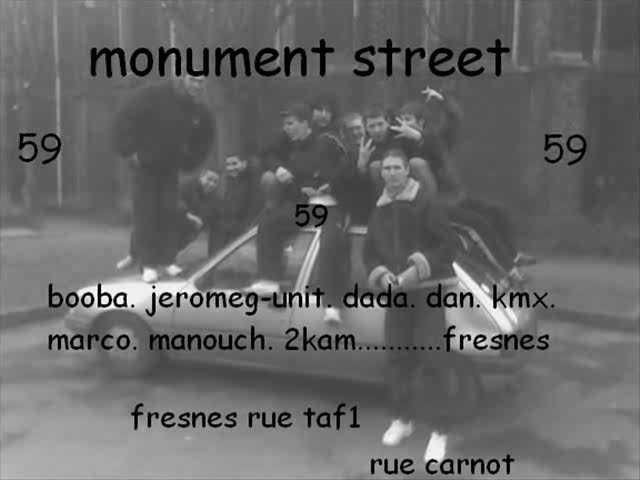 monument street
59
59
59
booba. jeromeg-unit. dada. dan. kmx.
marco. manouch. 2kam...........fresnes
fresnes rue taf1
rue carnot